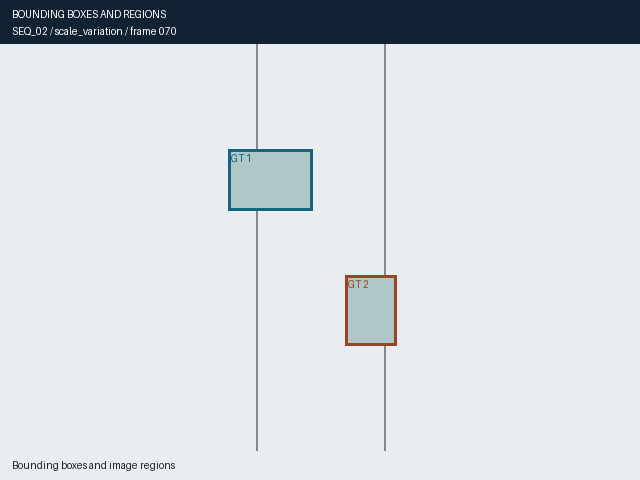 BOUNDING BOXES AND REGIONS
SEQ_02 / scale_variation / frame 070
GT1
GT2
Bounding boxes and image regions